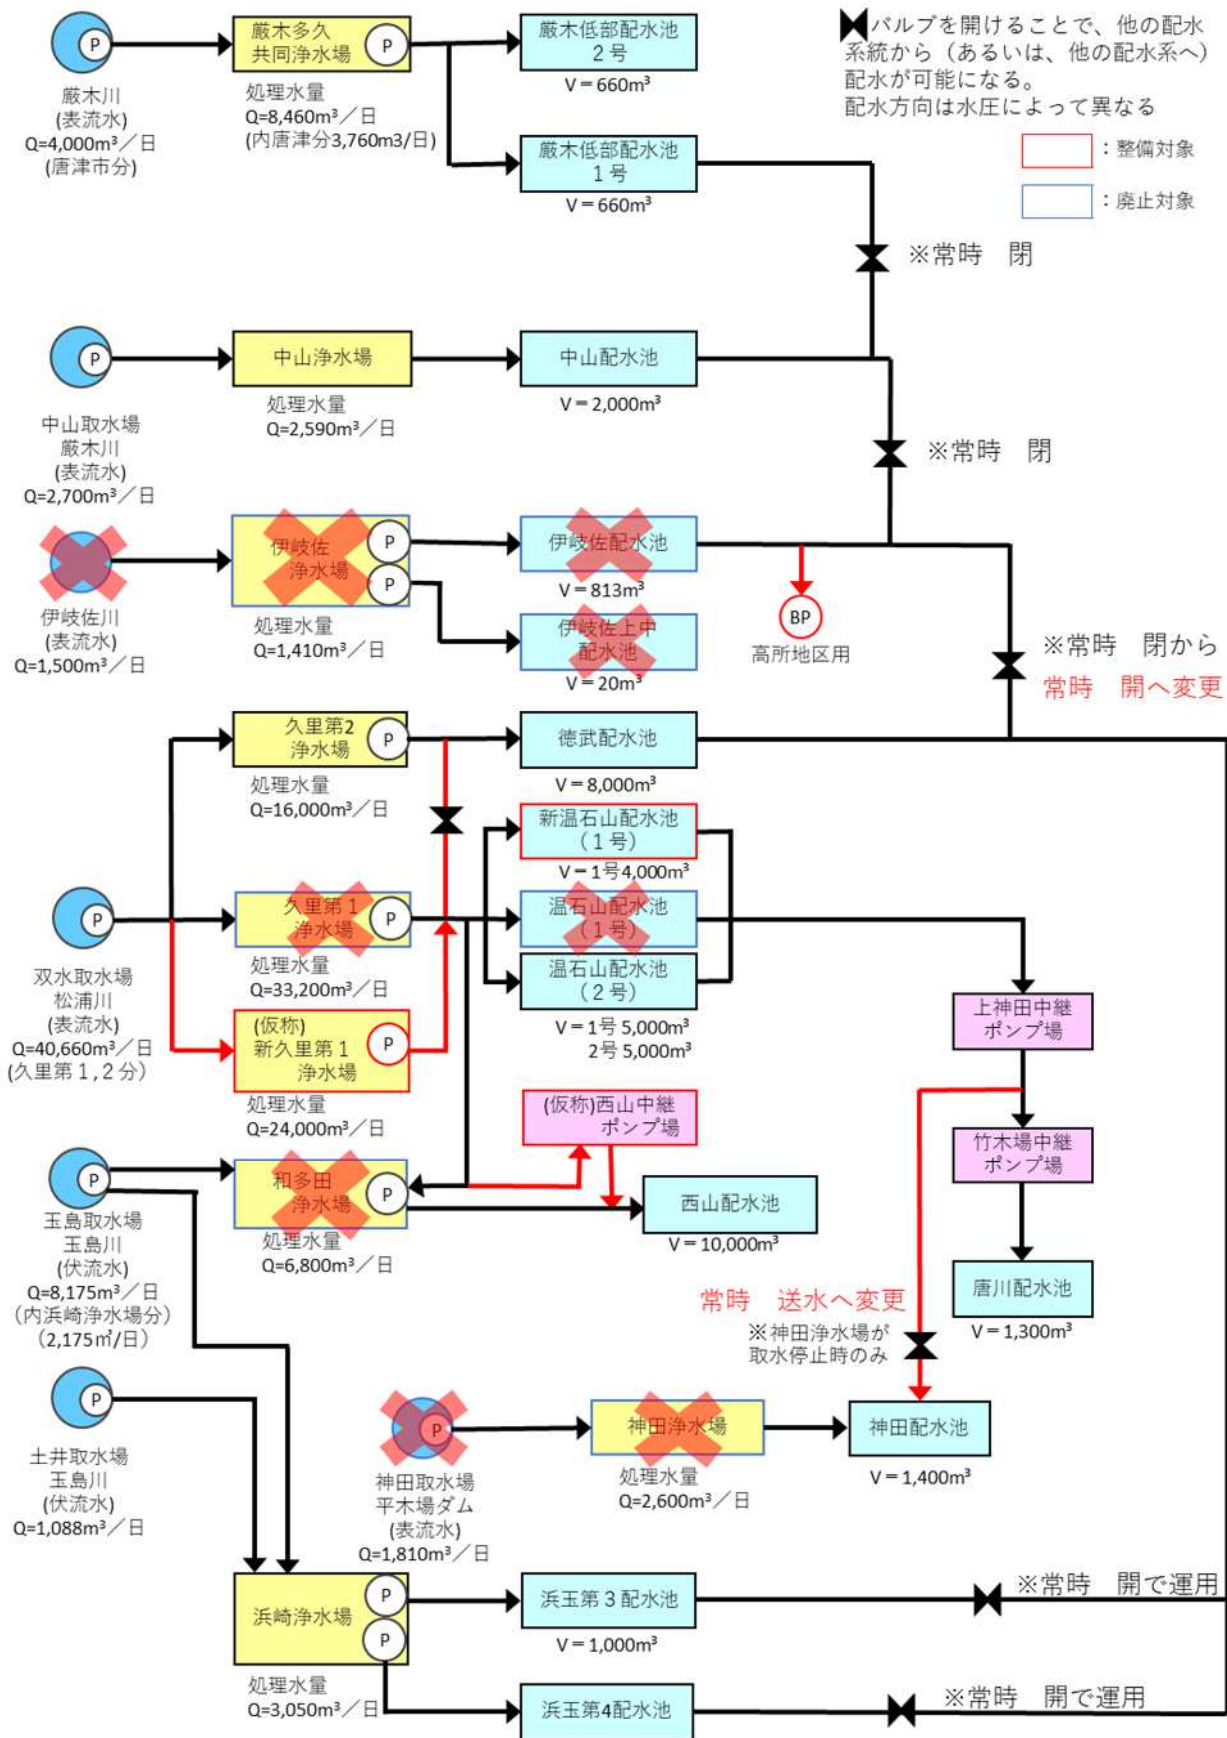 P
厳木川
(表流水)
Q=4,000m³／日
(唐津市分)
厳木多久
共同浄水場
P
処理水量
Q=8,460m³／日
(内唐津分3,760m3/日)
厳木低部配水池
2号
V＝660m³
厳木低部配水池
1号
V＝660m³
バルブを開けることで、他の配水
系統から（あるいは、他の配水系へ）
配水が可能になる。
配水方向は水圧によって異なる
：整備対象
：廃止対象
※常時　閉
P
中山取水場
厳木川
(表流水)
Q=2,700m³／日
中山浄水場
処理水量
Q=2,590m³／日
中山配水池
V＝2,000m³
※常時　閉
伊岐佐川
(表流水)
Q=1,500m³／日
伊岐佐
浄水場
P
P
処理水量
Q=1,410m³／日
伊岐佐配水池
V＝813m³
伊岐佐上中
配水池
V＝20m³
BP
高所地区用
※常時　閉から
常時　開へ変更
久里第2
浄水場
P
処理水量
Q=16,000m³／日
徳武配水池
V＝8,000m³
新温石山配水池
（１号）
V＝1号4,000m³
P
双水取水場
松浦川
(表流水)
Q=40,660m³／日
(久里第１,２分）
久里第１
浄水場
P
処理水量
Q=33,200m³／日
温石山配水池
（１号）
温石山配水池
（２号）
V＝1号 5,000m³
2号 5,000m³
(仮称)
新久里第１
浄水場
P
処理水量
Q=24,000m³／日
上神田中継
ポンプ場
竹木場中継
ポンプ場
唐川配水池
V＝1,300m³
(仮称)西山中継
ポンプ場
P
玉島取水場
玉島川
(伏流水)
Q=8,175m³／日
（内浜崎浄水場分）
（2,175㎥/日）
和多田
浄水場
P
処理水量
Q=6,800m³／日
西山配水池
V＝10,000m³
常時　送水へ変更
※神田浄水場が
取水停止時のみ
P
土井取水場
玉島川
(伏流水)
Q=1,088m³／日
P
神田取水場
平木場ダム
(表流水)
Q=1,810m³／日
神田浄水場
処理水量
Q=2,600m³／日
神田配水池
V＝1,400m³
浜崎浄水場
P
P
処理水量
Q=3,050m³／日
浜玉第３配水池
V＝1,000m³
※常時　開で運用
浜玉第4配水池
※常時　開で運用